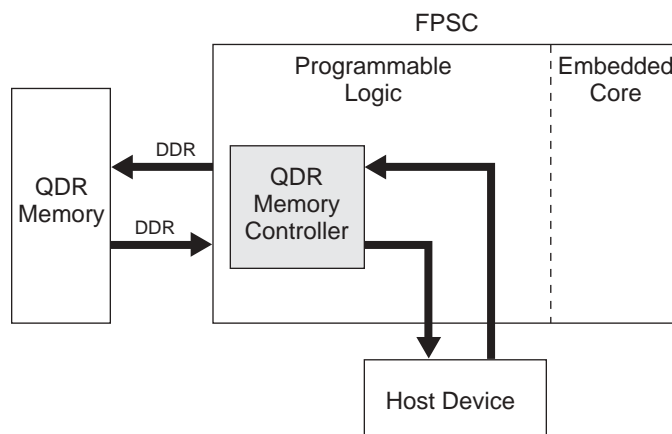 FPSC
Programmable
Logic
Embedded
Core
DDR
QDR
Memory
DDR
QDR
Memory
Controller
Host Device